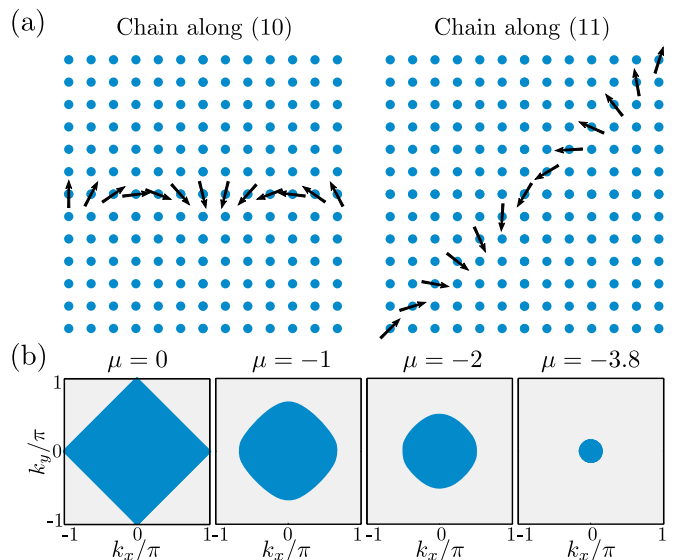 (a)
Chain along (10) Chain along (11)
(b)
μ = 0 μ = −1 μ = −2 μ = −3.8
1
k_y/π
0
-1
-1 0 1 -1 0 1 -1 0 1 -1 0 1
k_x/π k_x/π k_x/π k_x/π